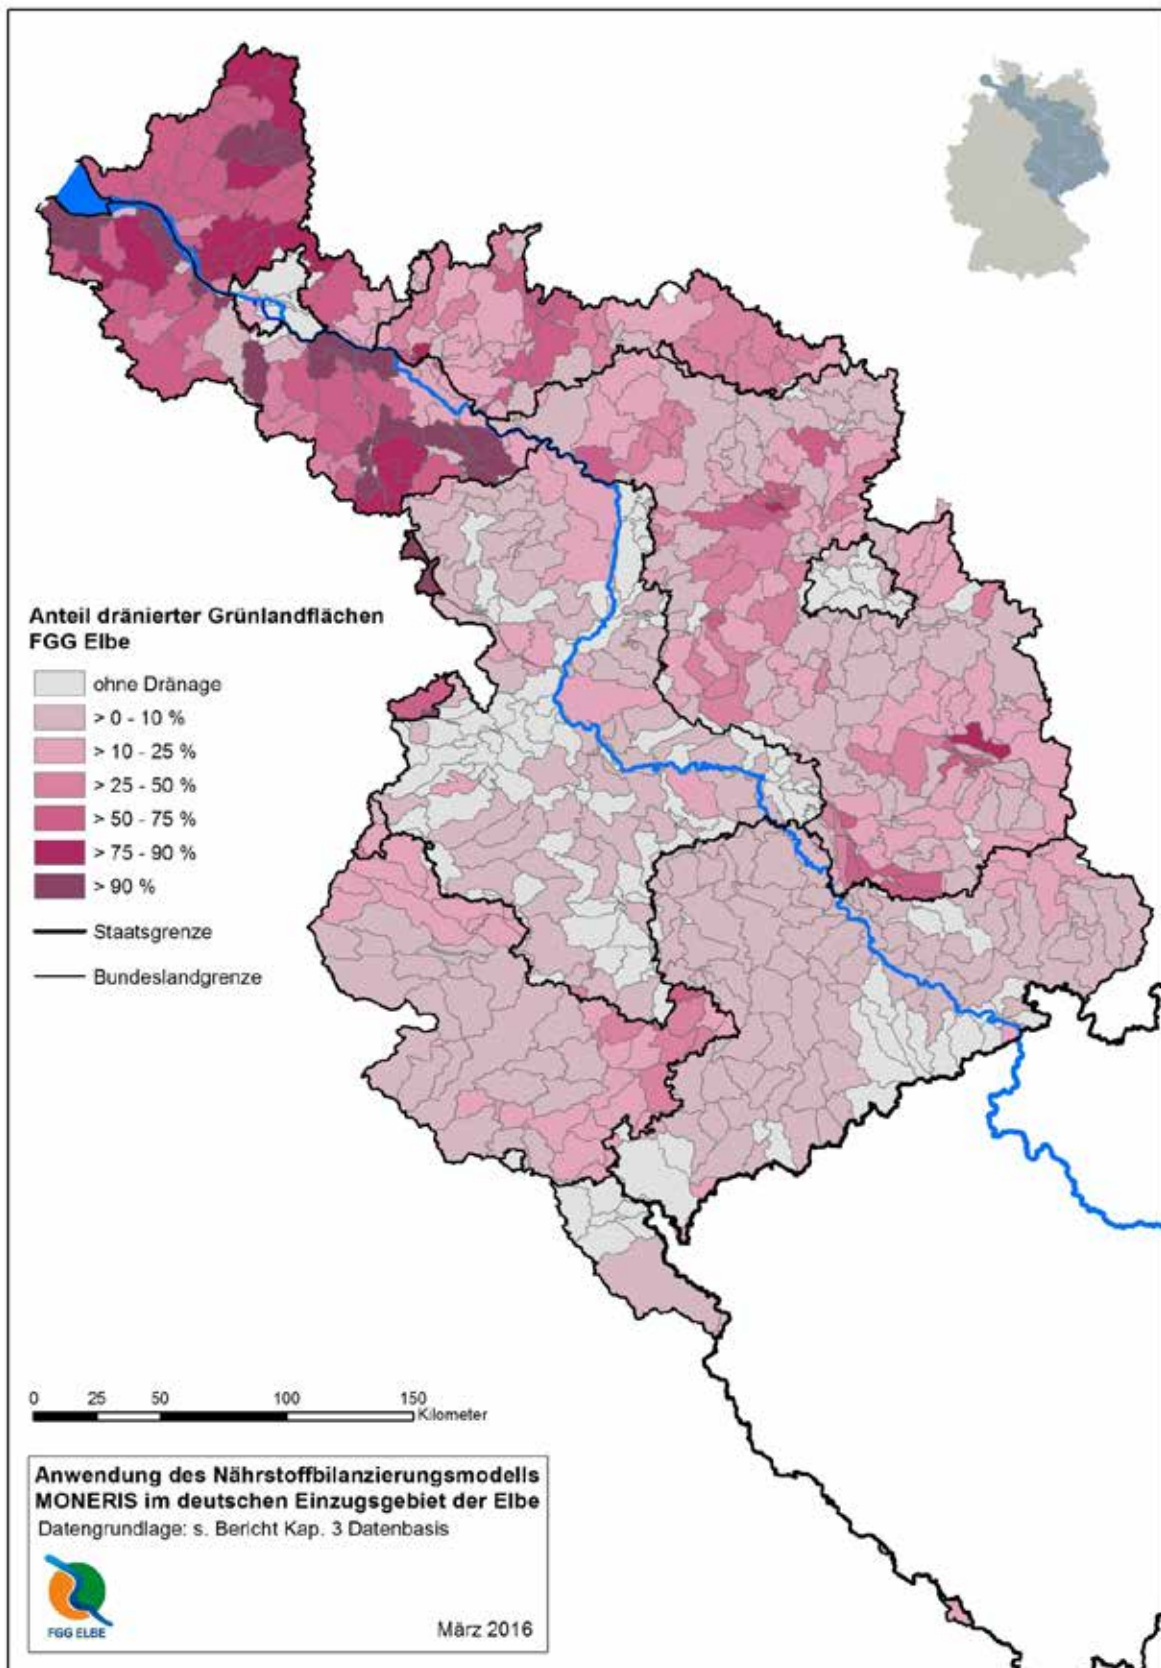 Anteil dränierter Grünlandflächen
FGG Elbe
ohne Dränage
> 0 - 10 %
> 10 - 25 %
> 25 - 50 %
> 50 - 75 %
> 75 - 90 %
> 90 %
Staatsgrenze
Bundeslandgrenze
0 25 50 100 150
Kilometer
Anwendung des Nährstoffbilanzierungsmodells
MONERIS im deutschen Einzugsgebiet der Elbe
Datengrundlage: s. Bericht Kap. 3 Datenbasis
FGG ELBE
März 2016